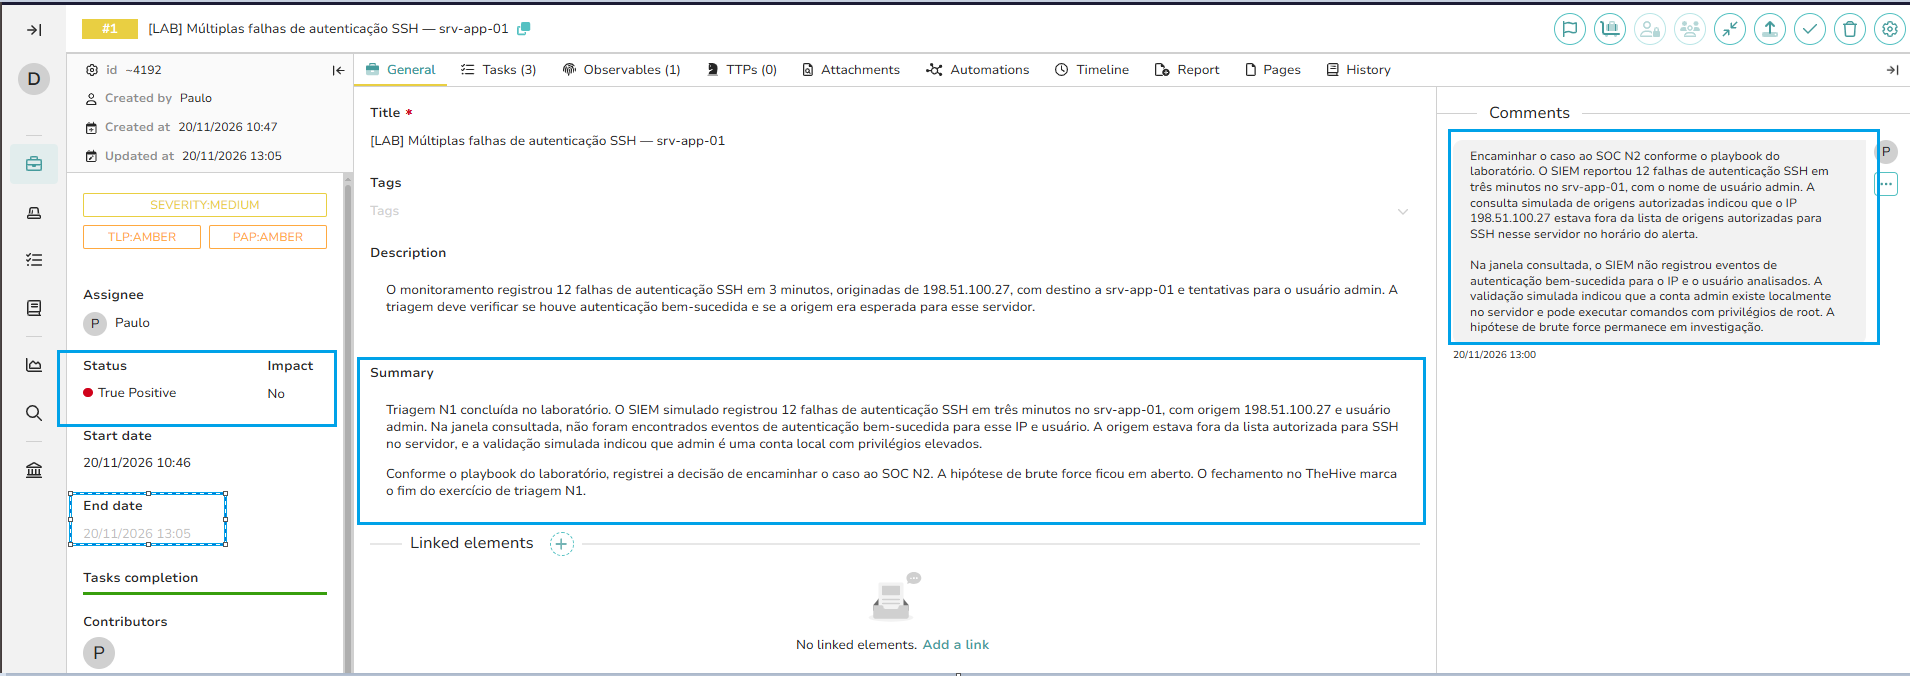 #1 [LAB] Múltiplas falhas de autenticação SSH — srv-app-01
D
id ~4192
Created by Paulo
Created at 20/11/2026 10:47
Updated at 20/11/2026 13:05
SEVERITY:MEDIUM
TLP:AMBER PAP:AMBER
Assignee
P Paulo
Status Impact
True Positive No
Start date
20/11/2026 10:46
End date
20/11/2026 13:05
Tasks completion
Contributors
P
General Tasks (3) Observables (1) TTPs (0) Attachments Automations Timeline Report Pages History
Title *
[LAB] Múltiplas falhas de autenticação SSH — srv-app-01
Tags
Tags
Description
O monitoramento registrou 12 falhas de autenticação SSH em 3 minutos, originadas de 198.51.100.27, com destino a srv-app-01 e tentativas para o usuário admin. A
triagem deve verificar se houve autenticação bem-sucedida e se a origem era esperada para esse servidor.
Summary
Triagem N1 concluída no laboratório. O SIEM simulado registrou 12 falhas de autenticação SSH em três minutos no srv-app-01, com origem 198.51.100.27 e usuário
admin. Na janela consultada, não foram encontrados eventos de autenticação bem-sucedida para esse IP e usuário. A origem estava fora da lista autorizada para SSH
no servidor, e a validação simulada indicou que admin é uma conta local com privilégios elevados.
Conforme o playbook do laboratório, registrei a decisão de encaminhar o caso ao SOC N2. A hipótese de brute force ficou em aberto. O fechamento no TheHive marca
o fim do exercício de triagem N1.
Linked elements
No linked elements. Add a link
Comments
P
Encaminhar o caso ao SOC N2 conforme o playbook do
laboratório. O SIEM reportou 12 falhas de autenticação SSH em
três minutos no srv-app-01, com o nome de usuário admin. A
consulta simulada de origens autorizadas indicou que o IP
198.51.100.27 estava fora da lista de origens autorizadas para
SSH nesse servidor no horário do alerta.
Na janela consultada, o SIEM não registrou eventos de
autenticação bem-sucedida para o IP e o usuário analisados. A
validação simulada indicou que a conta admin existe localmente
no servidor e pode executar comandos com privilégios de root. A
hipótese de brute force permanece em investigação.
20/11/2026 13:00